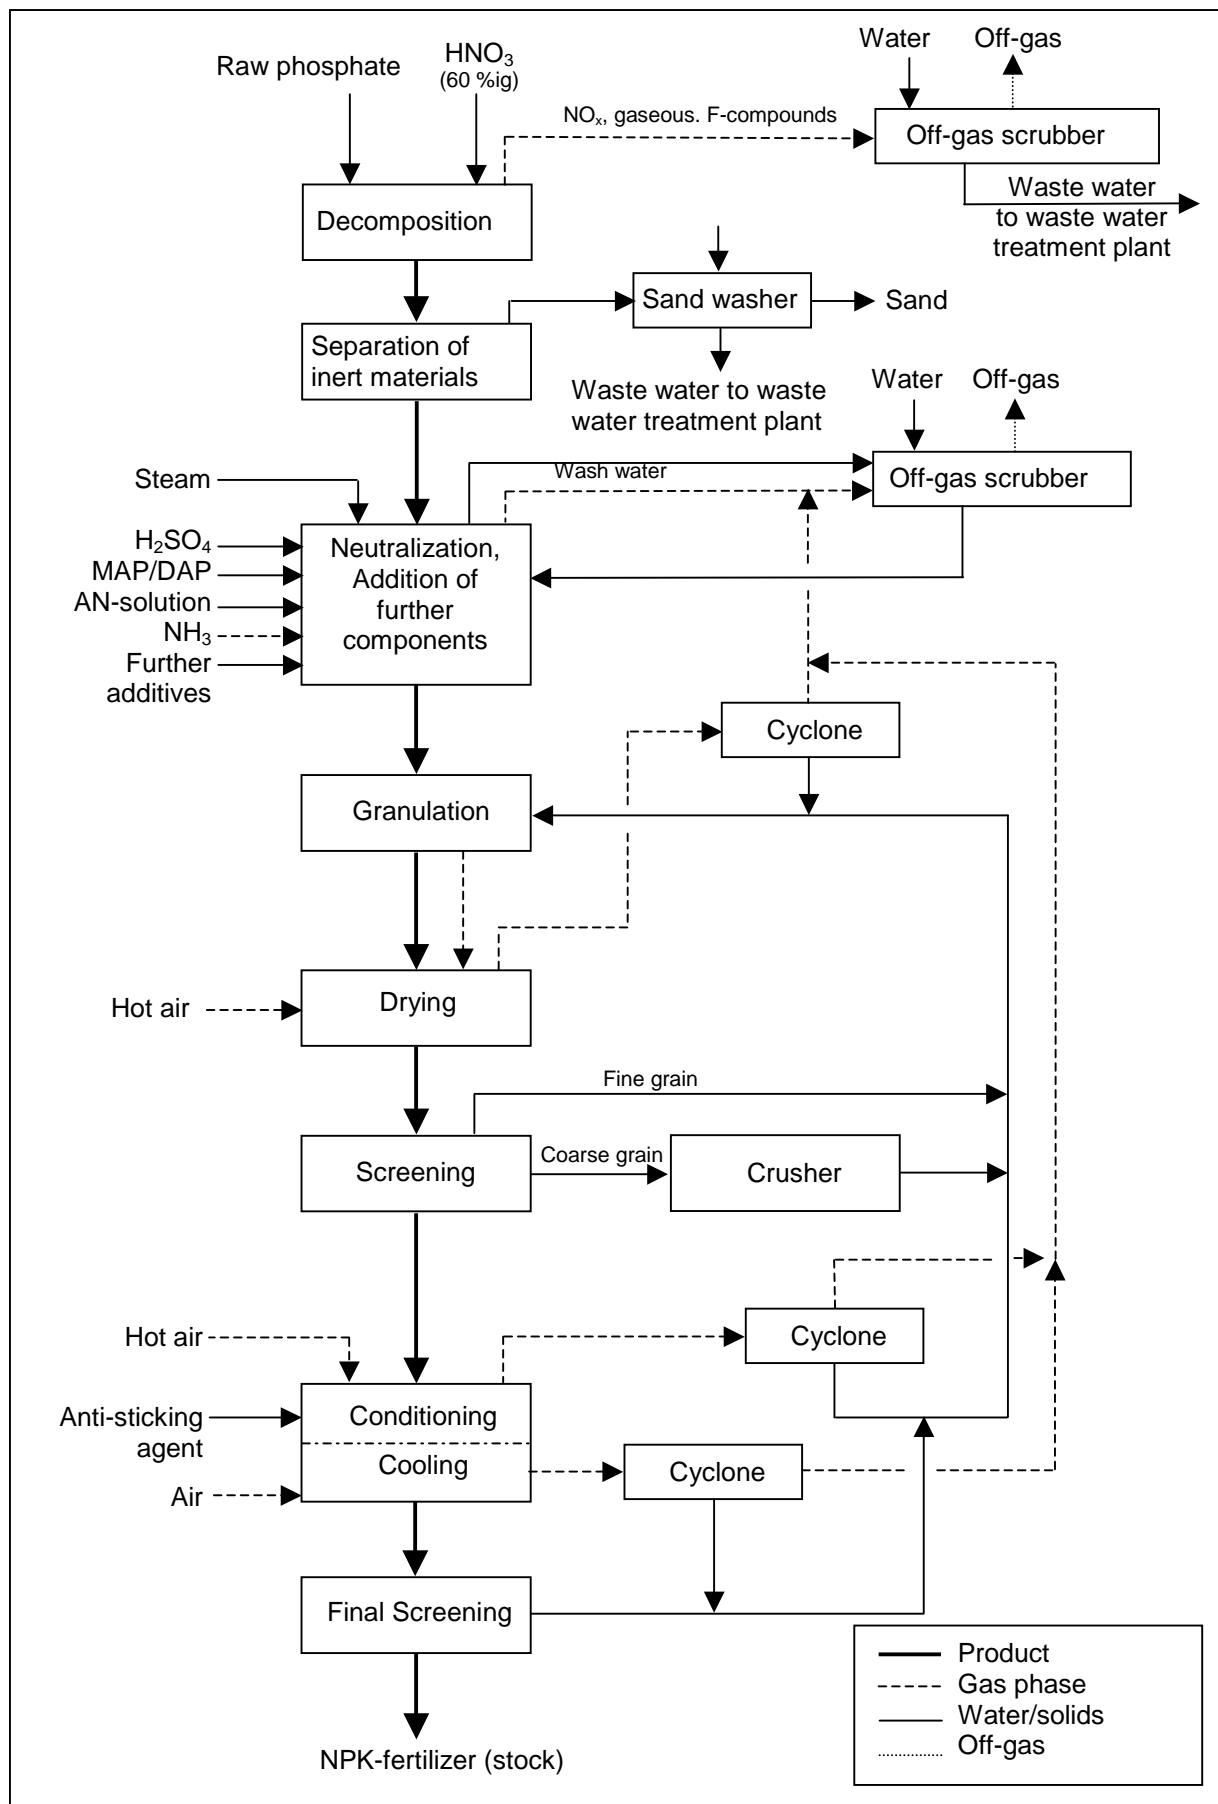 Water
Off-gas
Raw phosphate
HNO₃
(60 %ig)
NOₓ, gaseous. F-compounds
Off-gas scrubber
Waste water
to waste water
treatment plant
Decomposition
Sand washer
Sand
Separation of
inert materials
Waste water to waste
water treatment plant
Water
Off-gas
Wash water
Off-gas scrubber
Steam
H₂SO₄
MAP/DAP
AN-solution
NH₃
Further
additives
Neutralization,
Addition of
further
components
Cyclone
Granulation
Hot air
Drying
Fine grain
Screening
Coarse grain
Crusher
Hot air
Cyclone
Anti-sticking
agent
Conditioning
Cooling
Cyclone
Air
Final Screening
NPK-fertilizer (stock)
Product
Gas phase
Water/solids
Off-gas